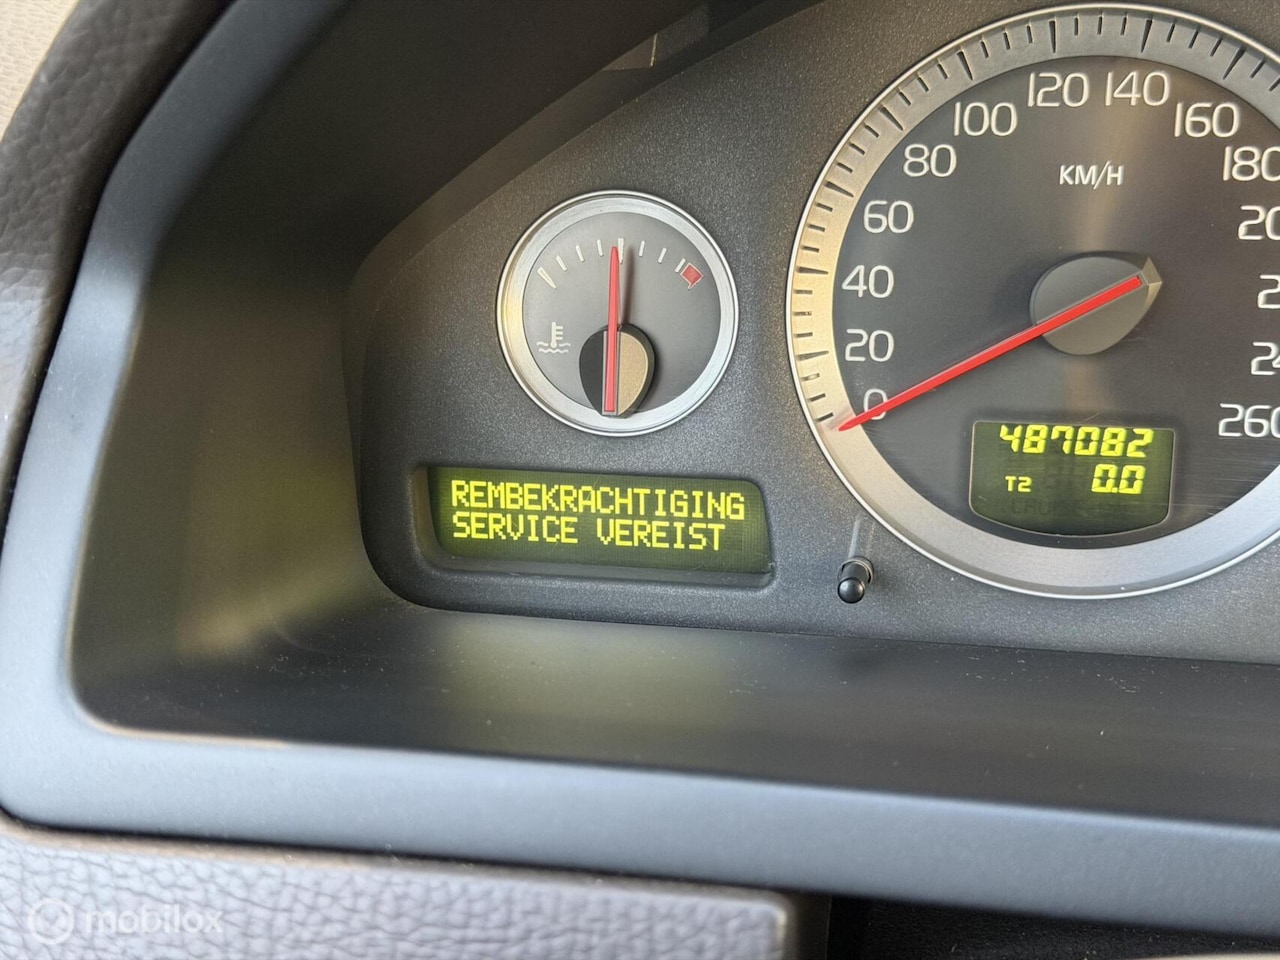 120 140
100 160
80 180
KM/H
60
40
20
0
260
487082
T2 0.0
REMBEKRACHTIGING
SERVICE VEREIST
mobilox